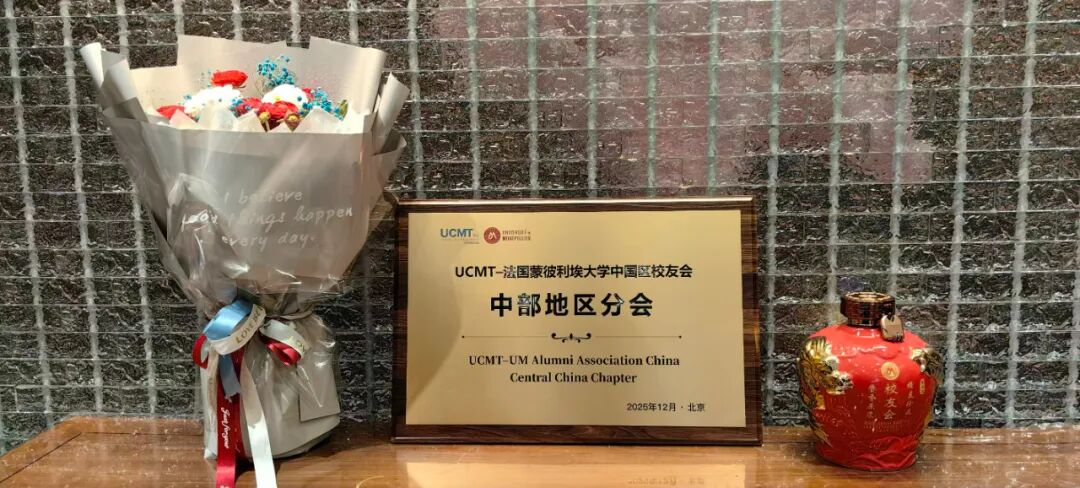 believe
things happen
every day.
UCMT
UNIVERSITÉ DE
MONTPELLIER
UCMT-法国蒙彼利埃大学中国区校友会
中部地区分会
UCMT-UM Alumni Association China
Central China Chapter
2025年12月·北京
校友会